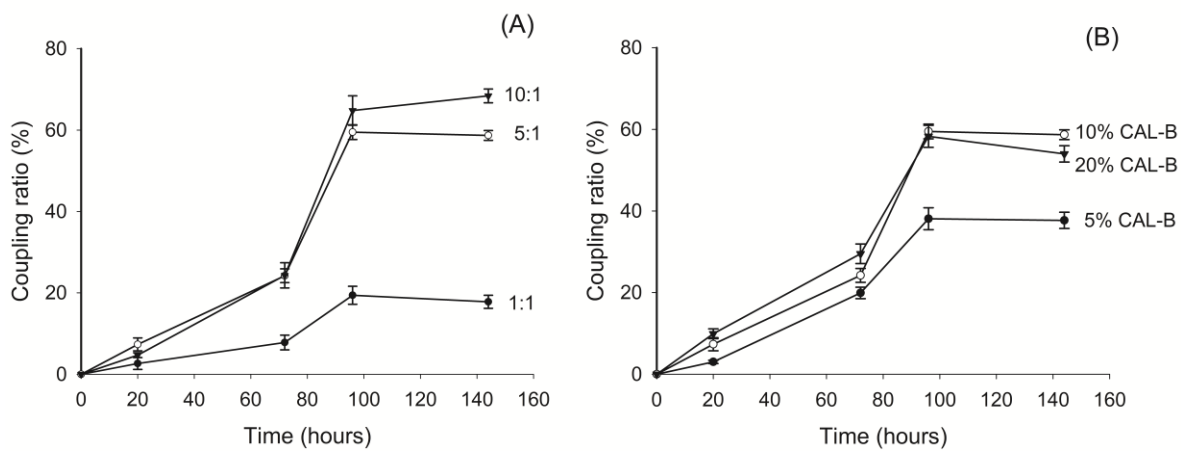 (A)
Coupling ratio (%)
80
60
40
20
0
10:1
5:1
1:1
0 20 40 60 80 100 120 140 160
Time (hours)
(B)
Coupling ratio (%)
80
60
40
20
0
10% CAL-B
20% CAL-B
5% CAL-B
0 20 40 60 80 100 120 140 160
Time (hours)